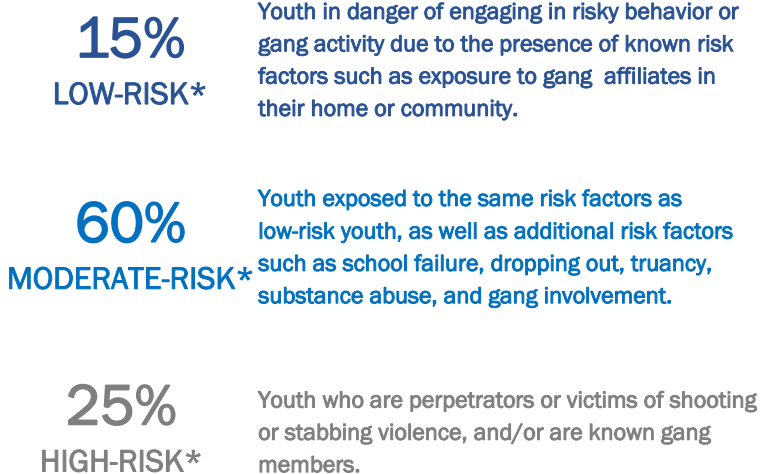 15%
LOW-RISK*
Youth in danger of engaging in risky behavior or
gang activity due to the presence of known risk
factors such as exposure to gang  affiliates in
their home or community.
60%
MODERATE-RISK*
Youth exposed to the same risk factors as
low-risk youth, as well as additional risk factors
such as school failure, dropping out, truancy,
substance abuse, and gang involvement.
25%
HIGH-RISK*
Youth who are perpetrators or victims of shooting
or stabbing violence, and/or are known gang
members.